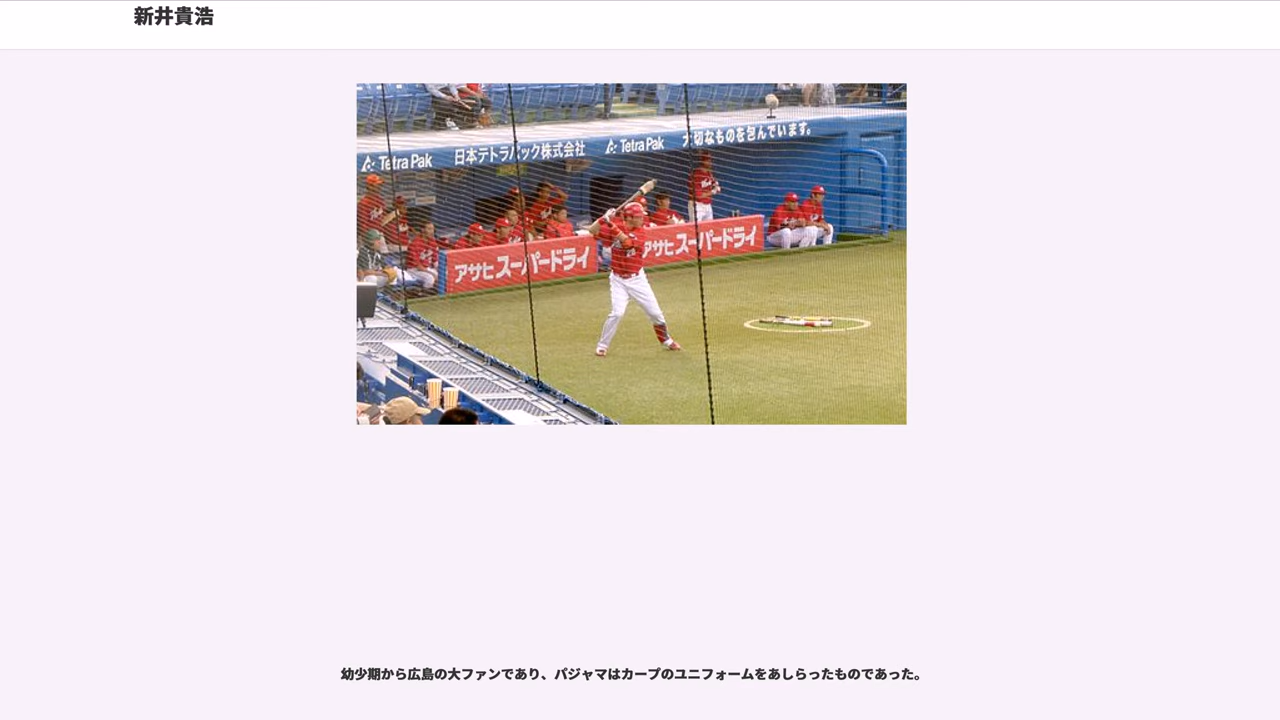 新井貴浩
Tetra Pak 日本テトラパック株式会社 Tetra Pak 大切なものを包んでいます。
アサヒスーパードライ アサヒスーパードライ
幼少期から広島の大ファンであり、パジャマはカープのユニフォームをあしらったものであった。